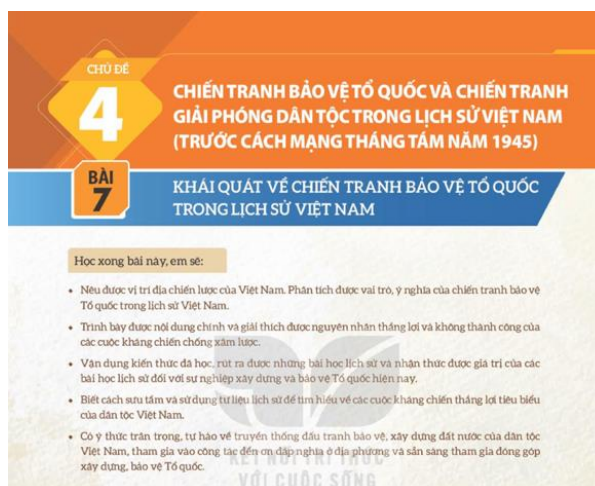 CHỦ ĐỀ
4
CHIẾN TRANH BẢO VỆ TỔ QUỐC VÀ CHIẾN TRANH
GIẢI PHÓNG DÂN TỘC TRONG LỊCH SỬ VIỆT NAM
(TRƯỚC CÁCH MẠNG THÁNG TÁM NĂM 1945)
BÀI
7
KHÁI QUÁT VỀ CHIẾN TRANH BẢO VỆ TỔ QUỐC
TRONG LỊCH SỬ VIỆT NAM
Học xong bài này, em sẽ:
• Nêu được vị trí địa chiến lược của Việt Nam. Phân tích được vai trò, ý nghĩa của chiến tranh bảo vệ
Tổ quốc trong lịch sử Việt Nam.
• Trình bày được nội dung chính và giải thích được nguyên nhân thắng lợi và không thành công của
các cuộc kháng chiến chống xâm lược.
• Vận dụng kiến thức đã học, rút ra được những bài học lịch sử và nhận thức được giá trị của các
bài học lịch sử đối với sự nghiệp xây dựng và bảo vệ Tổ quốc hiện nay.
• Biết cách sưu tầm và sử dụng tư liệu lịch sử để tìm hiểu về các cuộc kháng chiến thắng lợi tiêu biểu
của dân tộc Việt Nam.
• Có ý thức trân trọng, tự hào về truyền thống đấu tranh bảo vệ, xây dựng đất nước của dân tộc
Việt Nam, tham gia vào công tác đền ơn đáp nghĩa ở địa phương và sẵn sàng tham gia đóng góp
xây dựng, bảo vệ Tổ quốc.
KẾT NỐI TRI THỨC
VỚI CUỘC SỐNG